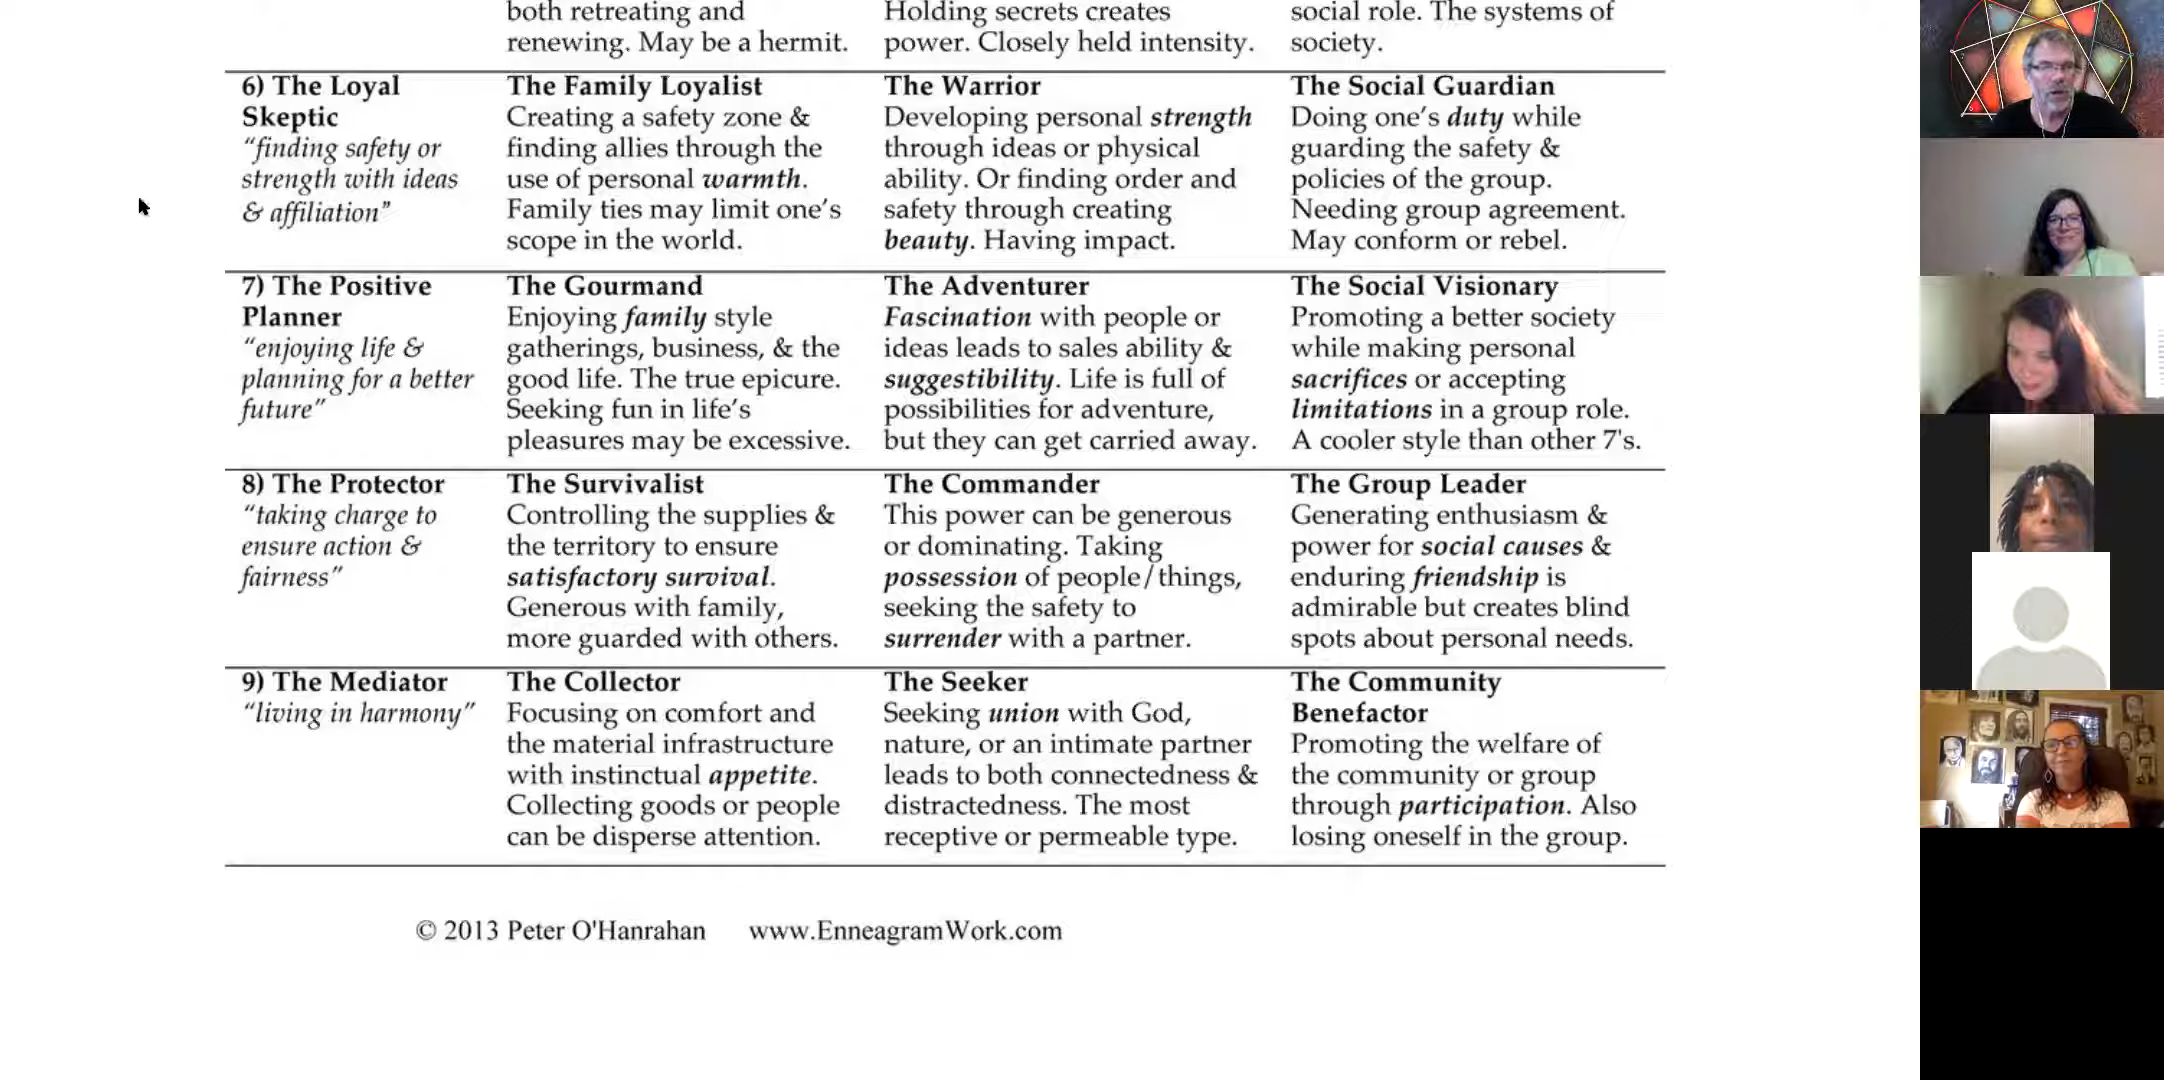 both retreating and
renewing. May be a hermit.
Holding secrets creates
power. Closely held intensity.
social role. The systems of
society.
6) The Loyal
Skeptic
“finding safety or
strength with ideas
& affiliation”
The Family Loyalist
Creating a safety zone &
finding allies through the
use of personal warmth.
Family ties may limit one’s
scope in the world.
The Warrior
Developing personal strength
through ideas or physical
ability. Or finding order and
safety through creating
beauty. Having impact.
The Social Guardian
Doing one’s duty while
guarding the safety &
policies of the group.
Needing group agreement.
May conform or rebel.
7) The Positive
Planner
“enjoying life &
planning for a better
future”
The Gourmand
Enjoying family style
gatherings, business, & the
good life. The true epicure.
Seeking fun in life’s
pleasures may be excessive.
The Adventurer
Fascination with people or
ideas leads to sales ability &
suggestibility. Life is full of
possibilities for adventure,
but they can get carried away.
The Social Visionary
Promoting a better society
while making personal
sacrifices or accepting
limitations in a group role.
A cooler style than other 7's.
8) The Protector
“taking charge to
ensure action &
fairness”
The Survivalist
Controlling the supplies &
the territory to ensure
satisfactory survival.
Generous with family,
more guarded with others.
The Commander
This power can be generous
or dominating. Taking
possession of people/things,
seeking the safety to
surrender with a partner.
The Group Leader
Generating enthusiasm &
power for social causes &
enduring friendship is
admirable but creates blind
spots about personal needs.
9) The Mediator
“living in harmony”
The Collector
Focusing on comfort and
the material infrastructure
with instinctual appetite.
Collecting goods or people
can be disperse attention.
The Seeker
Seeking union with God,
nature, or an intimate partner
leads to both connectedness &
distractedness. The most
receptive or permeable type.
The Community
Benefactor
Promoting the welfare of
the community or group
through participation. Also
losing oneself in the group.
© 2013 Peter O'Hanrahan www.EnneagramWork.com